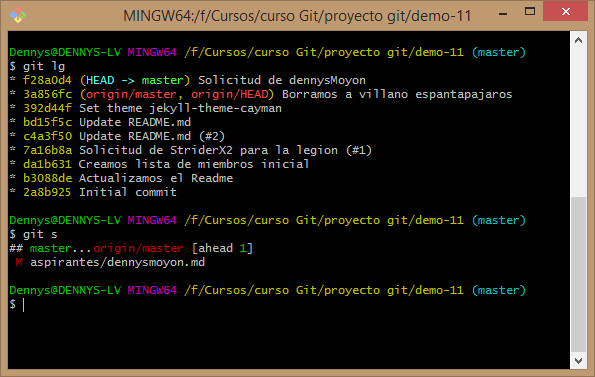 MINGW64:/f/Cursos/curso Git/proyecto git/demo-11
Dennys@DENNYS-LV MINGW64 /f/Cursos/curso Git/proyecto git/demo-11 (master)
$ git lg
* f28a0d4 (HEAD -> master) Solicitud de dennysMoyon
* 3a856fc (origin/master, origin/HEAD) Borramos a villano espantapajaros
* 392d44f Set theme jekyll-theme-cayman
* bd15f5c Update README.md
* c4a3f50 Update README.md (#2)
* 7a16b8a Solicitud de StriderX2 para la legion (#1)
* da1b631 Creamos lista de miembros inicial
* b3088de Actualizamos el Readme
* 2a8b925 Initial commit
Dennys@DENNYS-LV MINGW64 /f/Cursos/curso Git/proyecto git/demo-11 (master)
$ git s
## master...origin/master [ahead 1]
 M aspirantes/dennysmoyon.md
Dennys@DENNYS-LV MINGW64 /f/Cursos/curso Git/proyecto git/demo-11 (master)
$